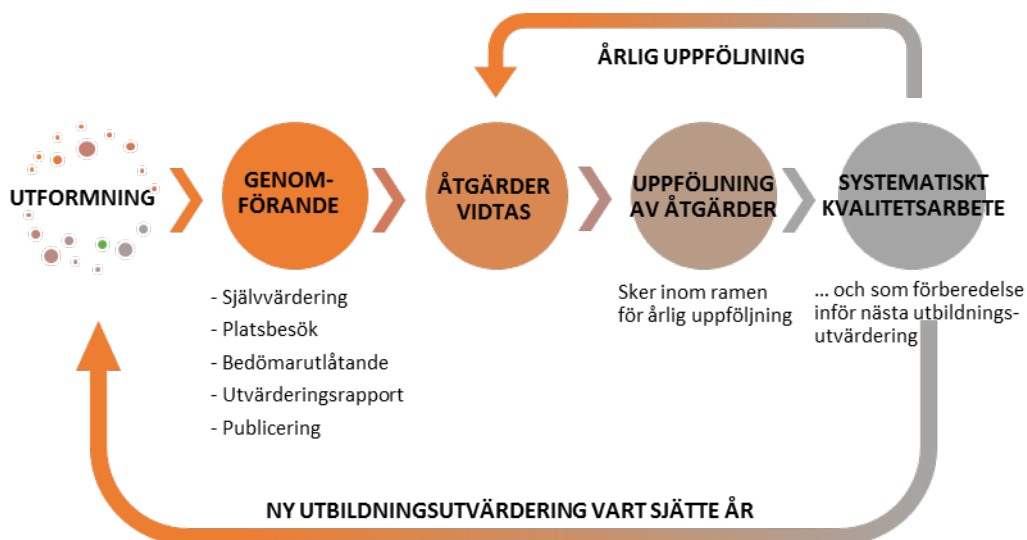 ÅRLIG UPPFÖLJNING
UTFORMNING
GENOM-
FÖRANDE
ÅTGÄRDER
VIDTAS
UPPFÖLJNING
AV ÅTGÄRDER
SYSTEMATISKT
KVALITETSARBETE
- Självvärdering
- Platsbesök
- Bedömarutlåtande
- Utvärderingsrapport
- Publicering
Sker inom ramen
för årlig uppföljning
... och som förberedelse
inför nästa utbildnings-
utvärdering
NY UTBILDNINGSUTVÄRDERING VART SJÄTTE ÅR